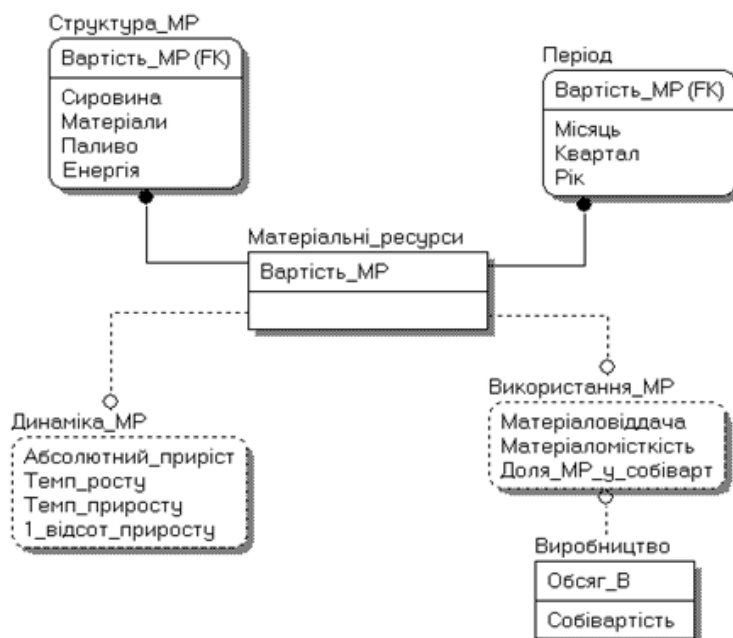 Структура_МР
Вартість_МР (FK)
Сировина
Матеріали
Паливо
Енергія
Період
Вартість_МР (FK)
Місяць
Квартал
Рік
Матеріальні_ресурси
Вартість_МР
Динаміка_МР
Абсолютний_приріст
Темп_росту
Темп_приросту
1_відсот_приросту
Використання_МР
Матеріаловіддача
Матеріаломісткість
Доля_МР_у_собіварт
Виробництво
Обсяг_В
Собівартість